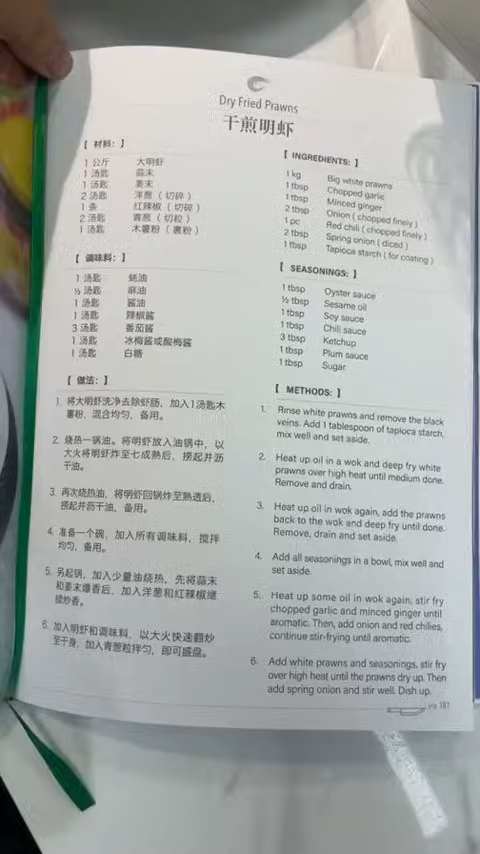 Dry Fried Prawns
干煎明虾
【 材料: 】
1 公斤 大明虾
1 汤匙 蒜末
1 汤匙 姜末
2 汤匙 洋葱（切碎）
1 条 红辣椒（切碎）
2 汤匙 青葱（切粒）
1 汤匙 木薯粉（裹粉）
【 调味料: 】
1 汤匙 蚝油
½ 汤匙 麻油
1 汤匙 酱油
1 汤匙 辣椒酱
3 汤匙 番茄酱
1 汤匙 冰梅酱或酸梅酱
1 汤匙 白糖
【 做法: 】
1. 将大明虾洗净去除虾肠，加入1汤匙木
薯粉，混合均匀，备用。
2. 烧热一锅油。将明虾放入油锅中，以
大火将明虾炸至七成熟后，捞起并沥
干油。
3. 再次烧热油，将明虾回锅炸至熟透后，
捞起并沥干油，备用。
4. 准备一个碗，加入所有调味料，搅拌
均匀，备用。
5. 另起锅，加入少量油烧热，先将蒜末
和姜末爆香后，加入洋葱和红辣椒继
续炒香。
6. 加入明虾和调味料，以大火快速翻炒
至干身，加入青葱粒拌匀，即可盛盘。
【 INGREDIENTS: 】
1 kg Big white prawns
1 tbsp Chopped garlic
1 tbsp Minced ginger
2 tbsp Onion ( chopped finely )
1 pc Red chili ( chopped finely )
2 tbsp Spring onion ( diced )
1 tbsp Tapioca starch ( for coating )
【 SEASONINGS: 】
1 tbsp Oyster sauce
½ tbsp Sesame oil
1 tbsp Soy sauce
1 tbsp Chili sauce
3 tbsp Ketchup
1 tbsp Plum sauce
1 tbsp Sugar
【 METHODS: 】
1. Rinse white prawns and remove the black
veins. Add 1 tablespoon of tapioca starch,
mix well and set aside.
2. Heat up oil in a wok and deep fry white
prawns over high heat until medium done.
Remove and drain.
3. Heat up oil in wok again, add the prawns
back to the wok and deep fry until done.
Remove, drain and set aside.
4. Add all seasonings in a bowl, mix well and
set aside.
5. Heat up some oil in wok again, stir fry
chopped garlic and minced ginger until
aromatic. Then, add onion and red chilies,
continue stir-frying until aromatic.
6. Add white prawns and seasonings, stir fry
over high heat until the prawns dry up. Then
add spring onion and stir well. Dish up.
187